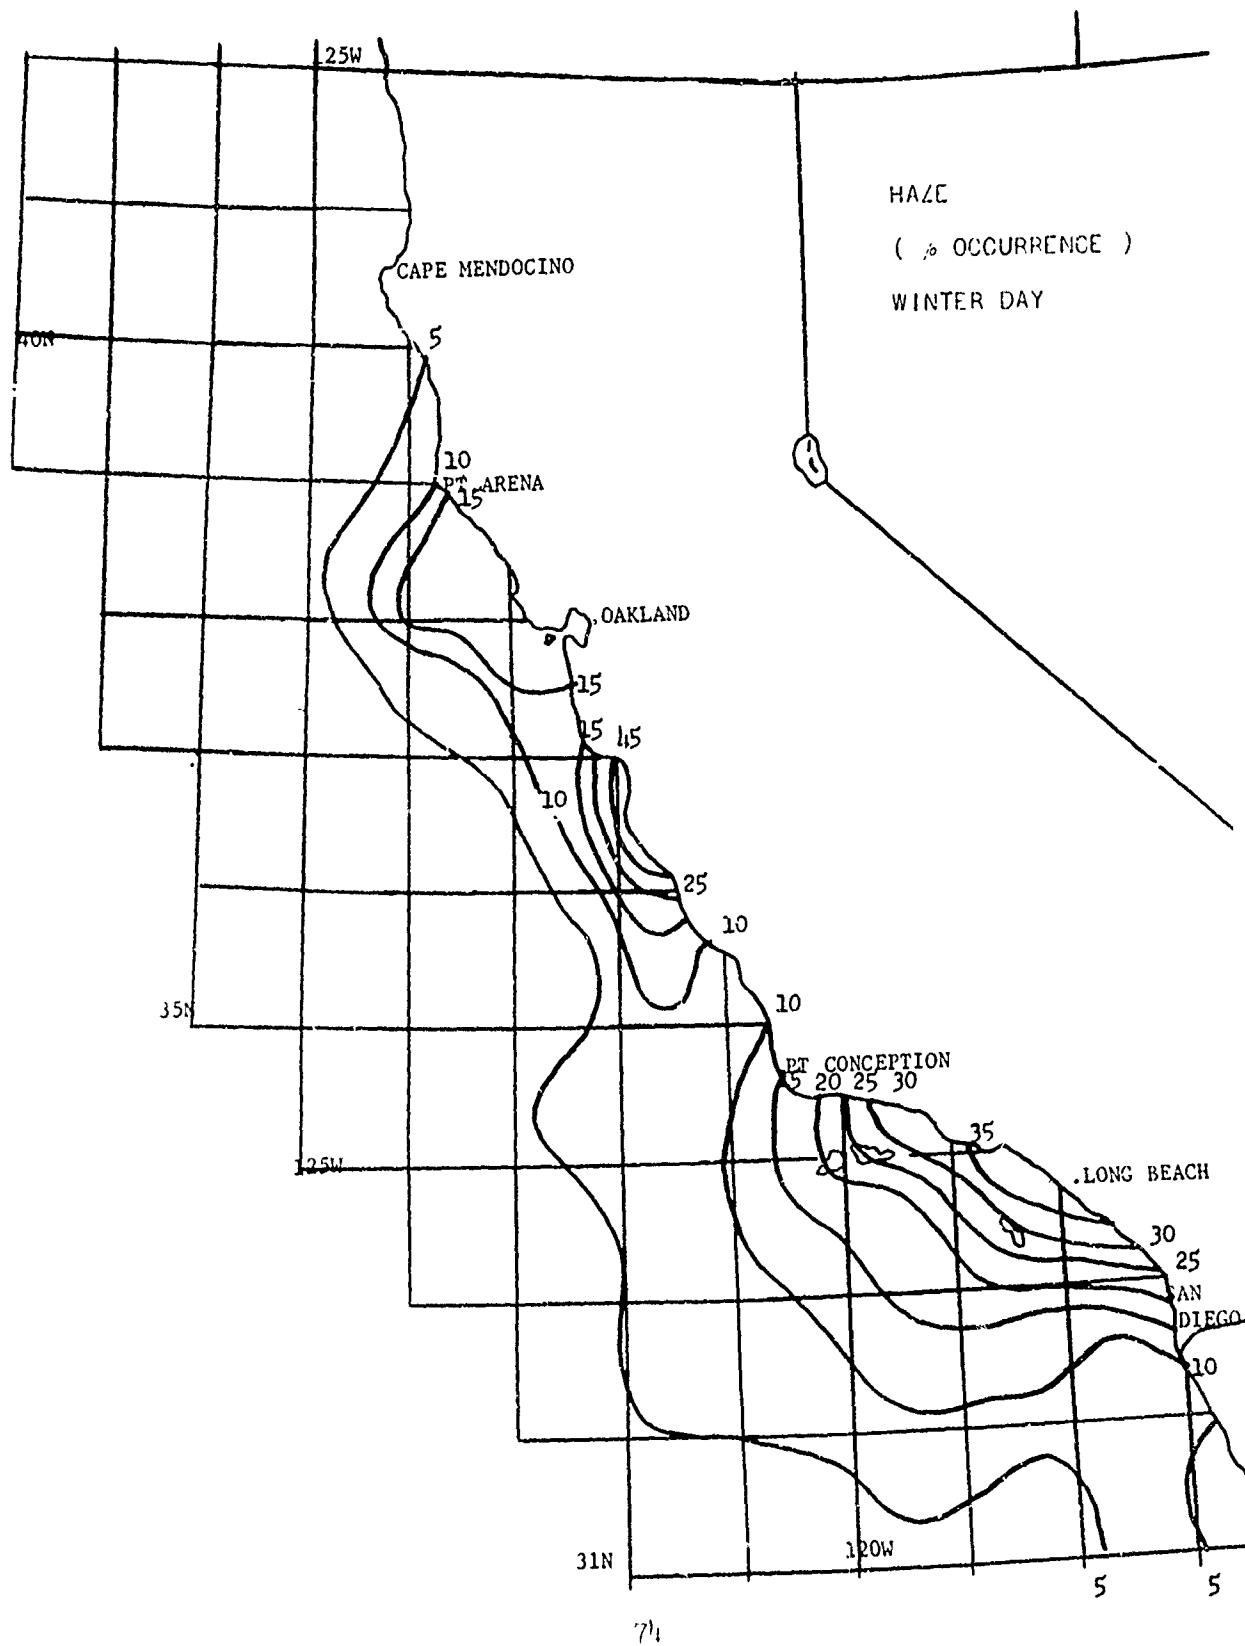 25W
HAZE
( % OCCURRENCE )
WINTER DAY
CAPE MENDOCINO
40N
5
10
PT ARENA
15
.OAKLAND
15
15 45
10
25
10
35N
10
PT CONCEPTION
5 20 25 30
35
125W
.LONG BEACH
30
25
SAN
DIEGO
10
31N
120W
5
5
74